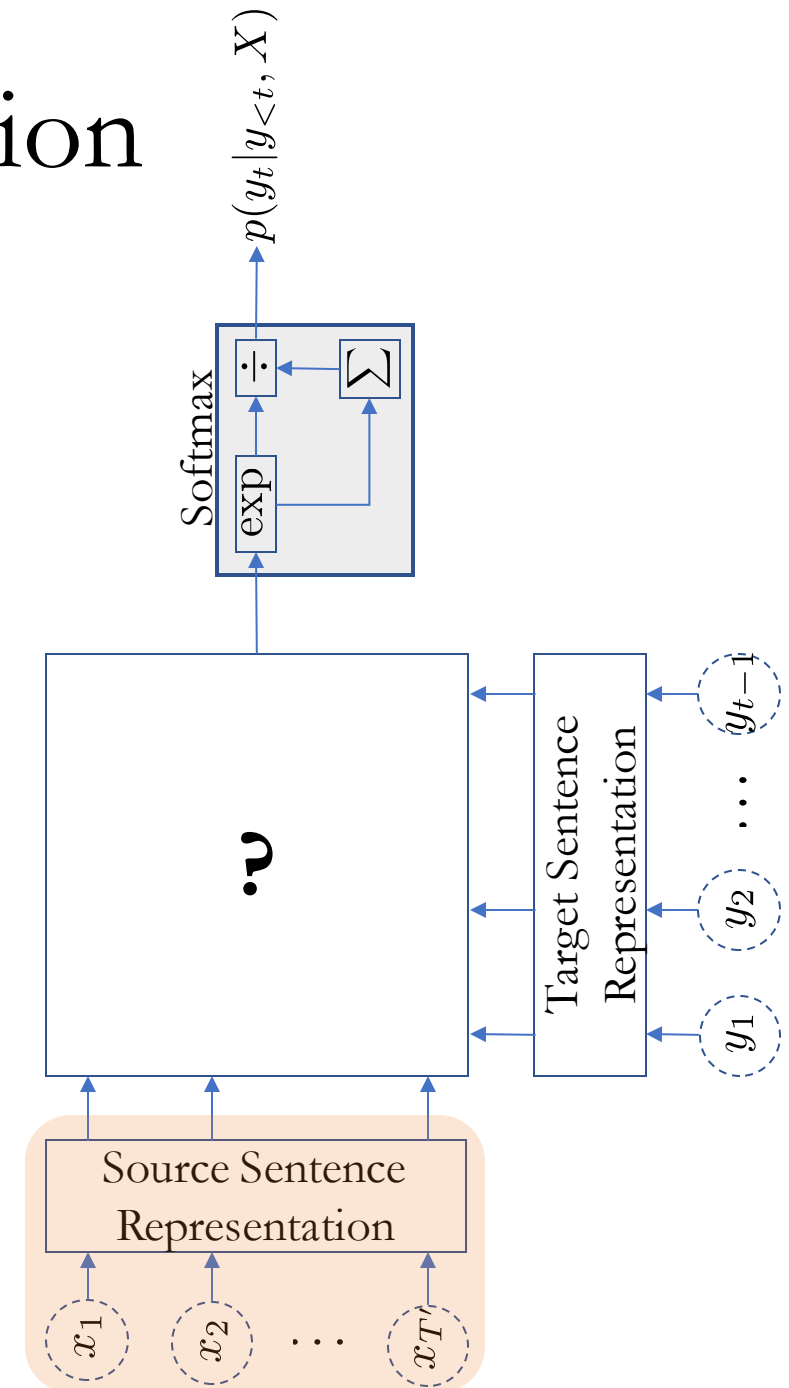 ion
p(y_t|y_{<t}, X)
Softmax
exp
÷
Σ
?
Target Sentence
Representation
y_1
y_2
...
y_{t-1}
Source Sentence
Representation
x_1
x_2
...
x_{T'}